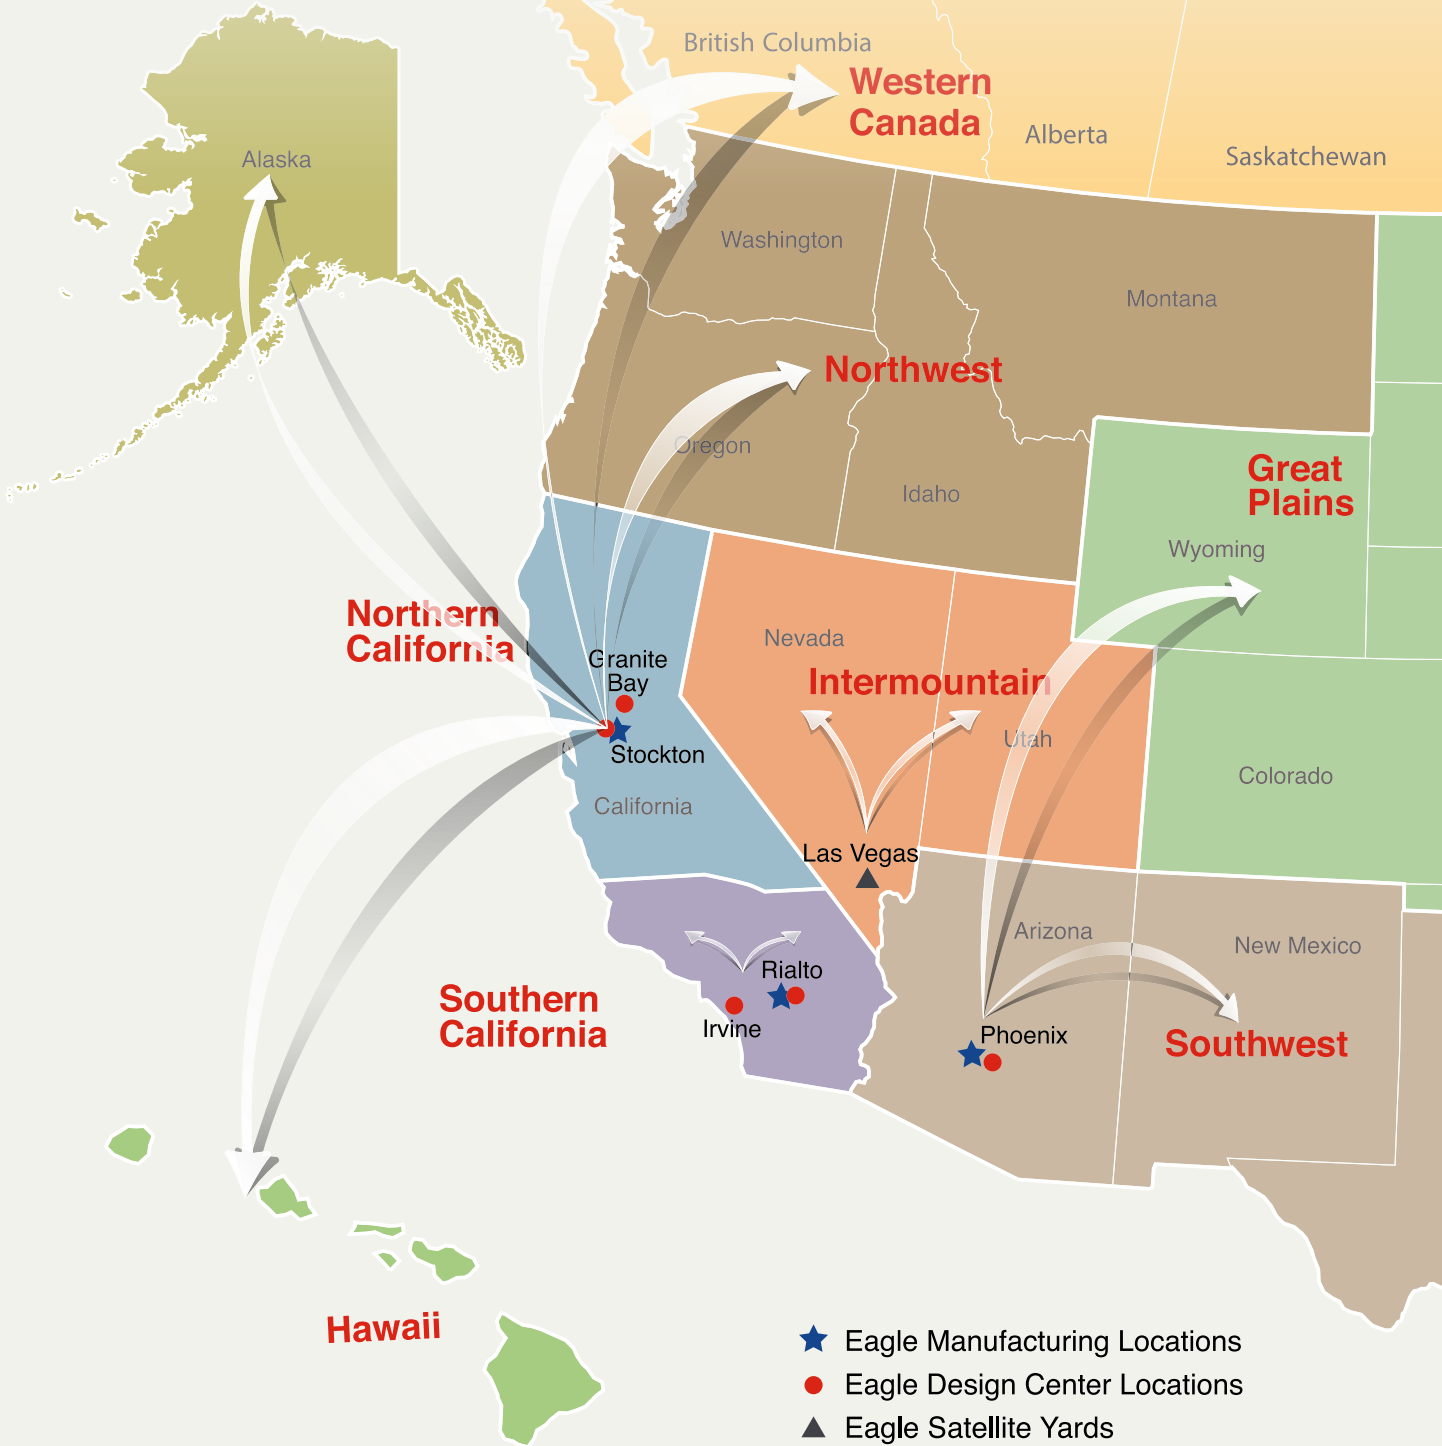 British Columbia
Western
Canada
Alberta
Saskatchewan
Alaska
Washington
Montana
Northwest
Oregon
Idaho
Great
Plains
Wyoming
Northern
California
Nevada
Granite
Bay
Intermountain
Utah
Stockton
California
Colorado
Las Vegas
Arizona
New Mexico
Rialto
Southern
California
Irvine
Phoenix
Southwest
Hawaii
Eagle Manufacturing Locations
Eagle Design Center Locations
Eagle Satellite Yards